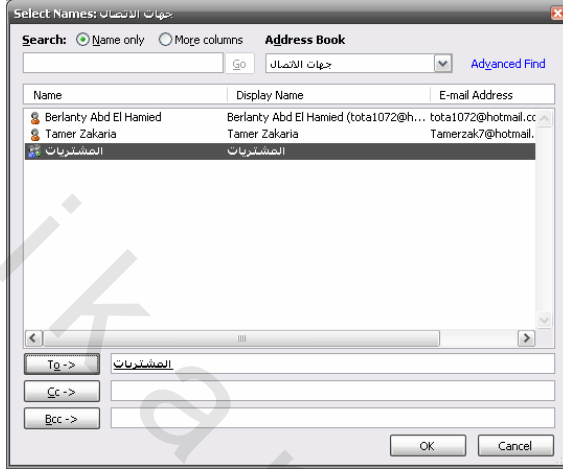 Select Names: جهات الاتصال
Search: Name only More columns Address Book
Go جهات الاتصال Advanced Find
Name Display Name E-mail Address
Berlanty Abd El Hamied Berlanty Abd El Hamied (tota1072@h... tota1072@hotmail.cc
Tamer Zakaria Tamer Zakaria Tamerzak7@hotmail.
المشتريات المشتريات
To -> المشتريات
Cc ->
Bcc ->
OK Cancel